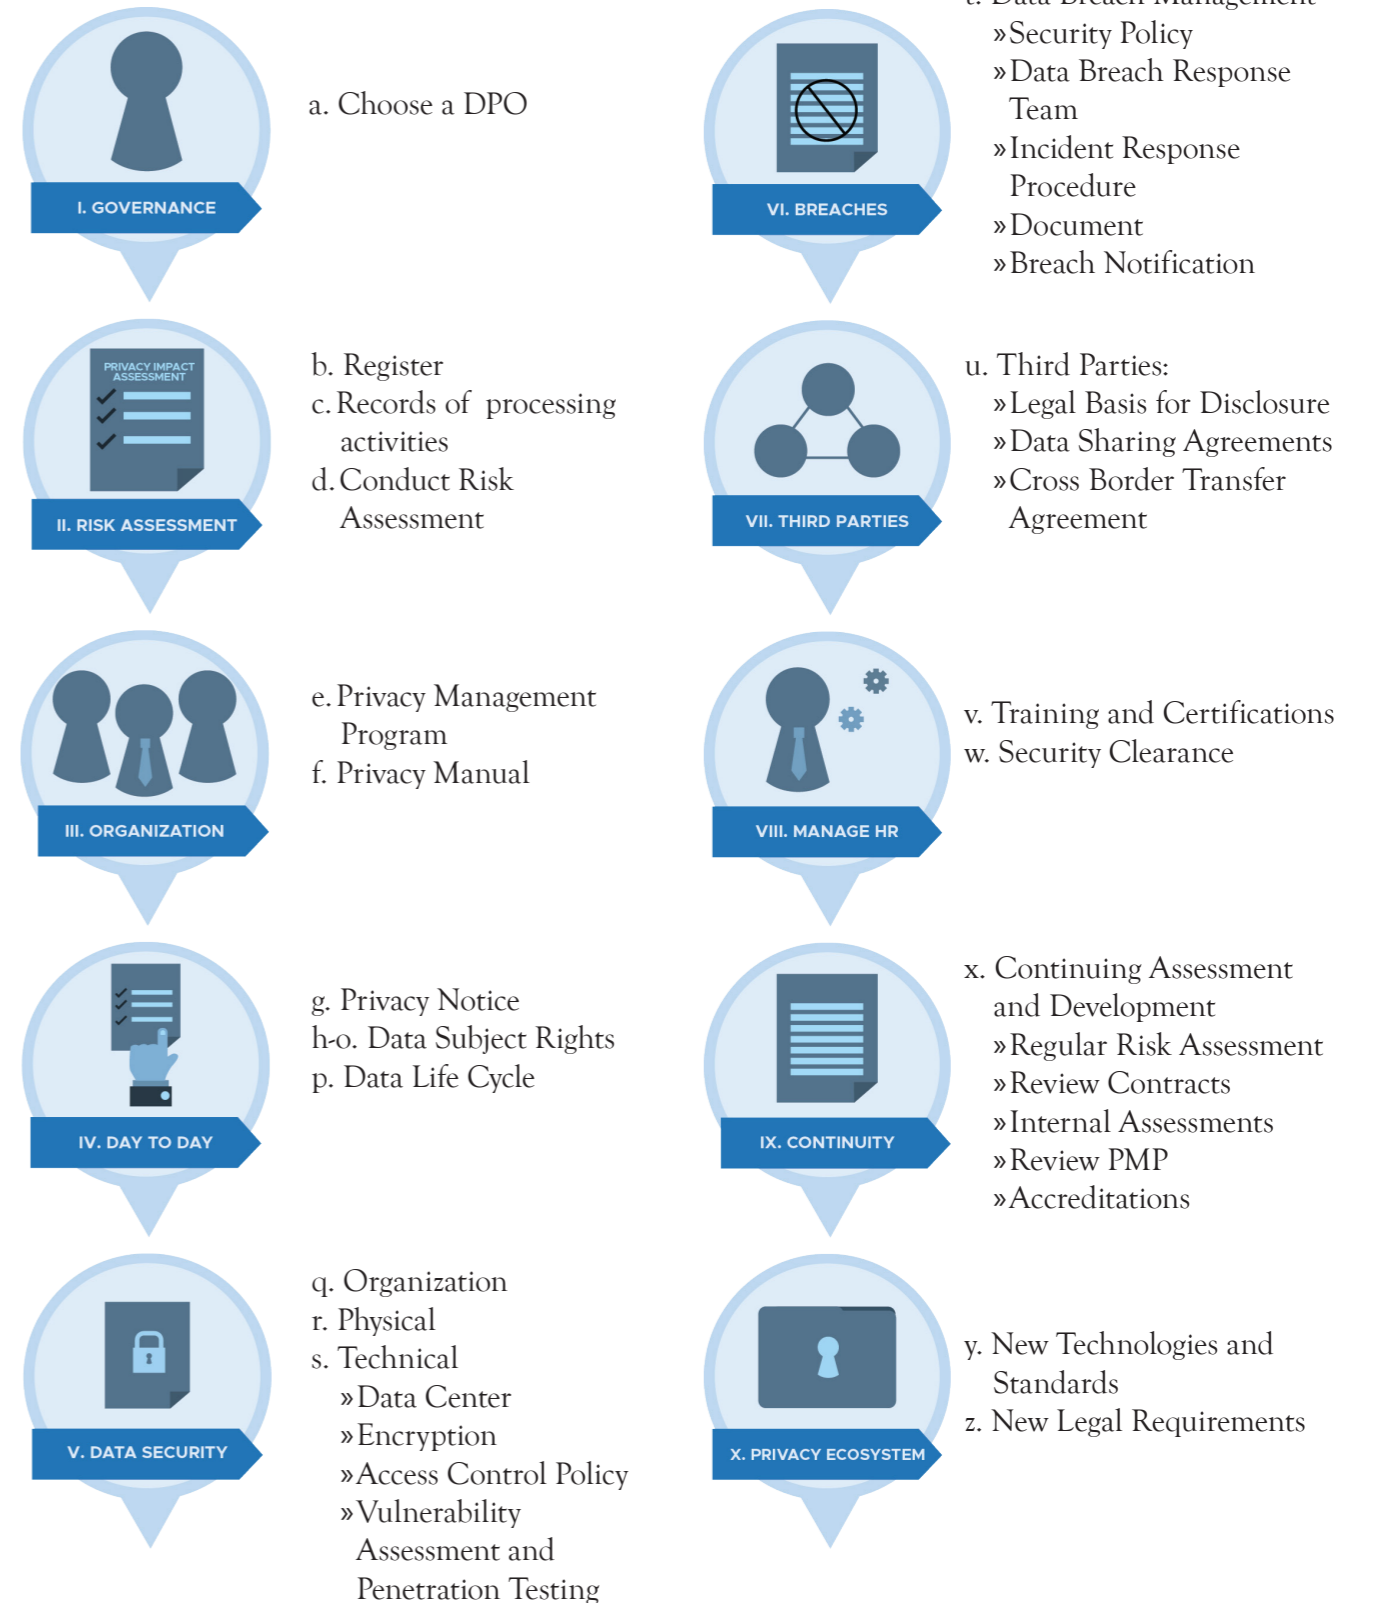 I. GOVERNANCE
a. Choose a DPO
PRIVACY IMPACT
ASSESSMENT
II. RISK ASSESSMENT
b. Register
c. Records of processing
activities
d. Conduct Risk
Assessment
III. ORGANIZATION
e. Privacy Management
Program
f. Privacy Manual
IV. DAY TO DAY
g. Privacy Notice
h-o. Data Subject Rights
p. Data Life Cycle
V. DATA SECURITY
q. Organization
r. Physical
s. Technical
»Data Center
»Encryption
»Access Control Policy
»Vulnerability
Assessment and
Penetration Testing
VI. BREACHES
t. Data Breach Management
»Security Policy
»Data Breach Response
Team
»Incident Response
Procedure
»Document
»Breach Notification
VII. THIRD PARTIES
u. Third Parties:
»Legal Basis for Disclosure
»Data Sharing Agreements
»Cross Border Transfer
Agreement
VIII. MANAGE HR
v. Training and Certifications
w. Security Clearance
IX. CONTINUITY
x. Continuing Assessment
and Development
»Regular Risk Assessment
»Review Contracts
»Internal Assessments
»Review PMP
»Accreditations
X. PRIVACY ECOSYSTEM
y. New Technologies and
Standards
z. New Legal Requirements